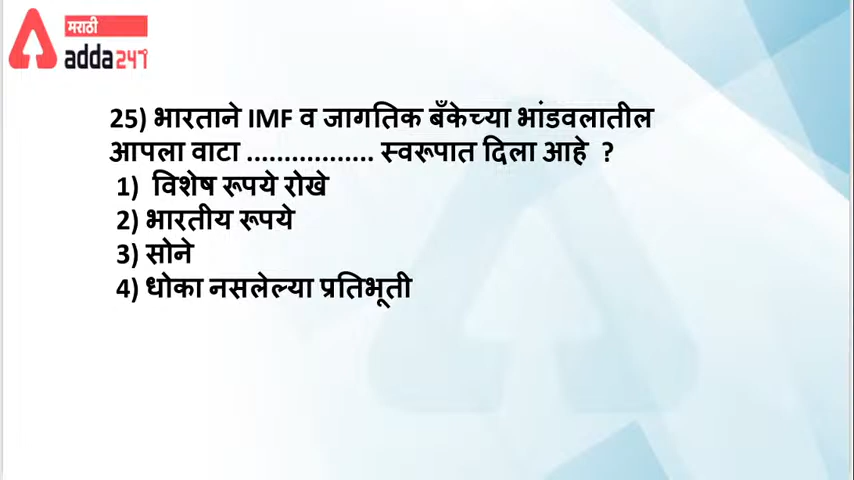 मराठी
adda247
25) भारताने IMF व जागतिक बँकेच्या भांडवलातील
आपला वाटा ................. स्वरूपात दिला आहे ?
1) विशेष रूपये रोखे
2) भारतीय रूपये
3) सोने
4) धोका नसलेल्या प्रतिभूती